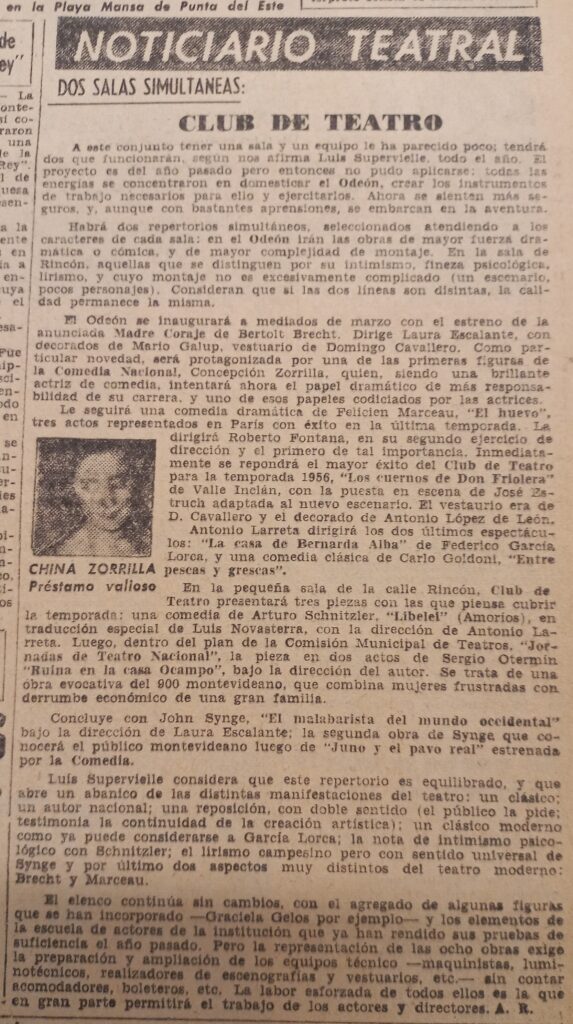 en la Playa Mansa de Punta del Este
NOTICIARIO TEATRAL
DOS SALAS SIMULTANEAS:
CLUB DE TEATRO
A este conjunto tener una sala y un equipo le ha parecido poco; tendrá
dos que funcionarán, según nos afirma Luis Supervielle, todo el año. El
proyecto es del año pasado pero entonces no pudo aplicarse: todas las
energías se concentraron en domesticar el Odeón, crear los instrumentos
de trabajo necesarios para ello y ejercitarlos. Ahora se sienten más se-
guros, y, aunque con bastantes aprensiones, se embarcan en la aventura.
Habrá dos repertorios simultáneos, seleccionados atendiendo a los
caracteres de cada sala: en el Odeón irán las obras de mayor fuerza dra-
mática o cómica, y de mayor complejidad de montaje. En la sala de
Rincón, aquellas que se distinguen por su intimismo, fineza psicológica,
lirismo, y cuyo montaje no es excesivamente complicado (un escenario,
pocos personajes). Consideran que si las dos líneas son disintas, la cali-
dad permanece la misma.
El Odeón se inaugurará a mediados de marzo con el estreno de la
anunciada Madre Coraje de Bertolt Brecht. Dirige Laura Escalante, con
decorados de Mario Galup, vestuario de Domingo Cavallero. Como par-
ticular novedad, será protagonizada por una de las primeras figuras de
la Comedia Nacional, Concepción Zorrilla, quien, siendo una brillante
actriz de comedia, intentará ahora el papel dramático de más responsa-
bilidad de su carrera, y uno de esos papeles codiciados por las actrices.
Le seguirá una comedia dramática de Felicien Marceau, "El huevo",
tres actos representados en París con éxito en la última temporada. La
dirigirá Roberto Fontana, en su segundo ejercicio de
dirección y el primero de tal importancia. Inmediata-
mente se repondrá el mayor éxito del Club de Teatro
para la temporada 1956, "Los cuernos de Don Friolera"
de Valle Inclán, con la puesta en escena de José Es-
truch adaptada al nuevo escenario. El vestaurio era de
D. Cavallero y el decorado de Antonio López de León.
Antonio Larreta dirigirá los dos últimos espectácu-
los: "La casa de Bernarda Alba" de Federico García
Lorca, y una comedia clásica de Carlo Goldoni, "Entre
pescas y grescas".
CHINA ZORRILLA
Préstamo valioso
En la pequeña sala de la calle Rincón, Club de
Teatro presentará tres piezas con las que piensa cubrir
la temporada: una comedia de Arturo Schnitzler, "Libelei" (Amoríos), en
traducción especial de Luis Novasterra, con la dirección de Antonio La-
rreta. Luego, dentro del plan de la Comisión Municipal de Teatros, "Jor-
nadas de Teatro Nacional", la pieza en dos actos de Sergio Otermin
"Ruina en la casa Ocampo", bajo la dirección del autor. Se trata de una
obra evocativa del 900 montevideano, que combina mujeres frustradas con
derrumbe económico de una gran familia.
Concluye con John Synge, "El malabarista del mundo occidental"
bajo la dirección de Laura Escalante; la segunda obra de Synge que co-
nocerá el público montevideano luego de "Juno y el pavo real" estrenada
por la Comedia.
Luis Supervielle considera que este repertorio es equilibrado, y que
abre un abanico de las distintas manifestaciones del teatro: un clásico;
un autor nacional; una reposición, con doble sentido (el público la pide;
testimonia la continuidad de la creación artística); un clásico moderno
como ya puede considerarse a García Lorca; la nota de intimismo psico-
lógico con Schnitzler; el lirismo campesino pero con sentido universal de
Synge y por último dos aspectos muy distintos del teatro moderno:
Brecht y Marceau.
El elenco continúa sin cambios, con el agregado de algunas figuras
que se han incorporado —Graciela Gelos por ejemplo— y los elementos de
la escuela de actores de la institución que ya han rendido sus pruebas de
suficiencia el año pasado. Pero la representación de las ocho obras exige
la preparación y ampliación de los equipos técnico —maquinistas, lumi-
notécnicos, realizadores de escenografías y vestuarios, etc.— sin contar
acomodadores, boleteros, etc. La labor esforzada de todos ellos es la que
en gran parte permitirá el trabajo de los actores y directores. A. R.